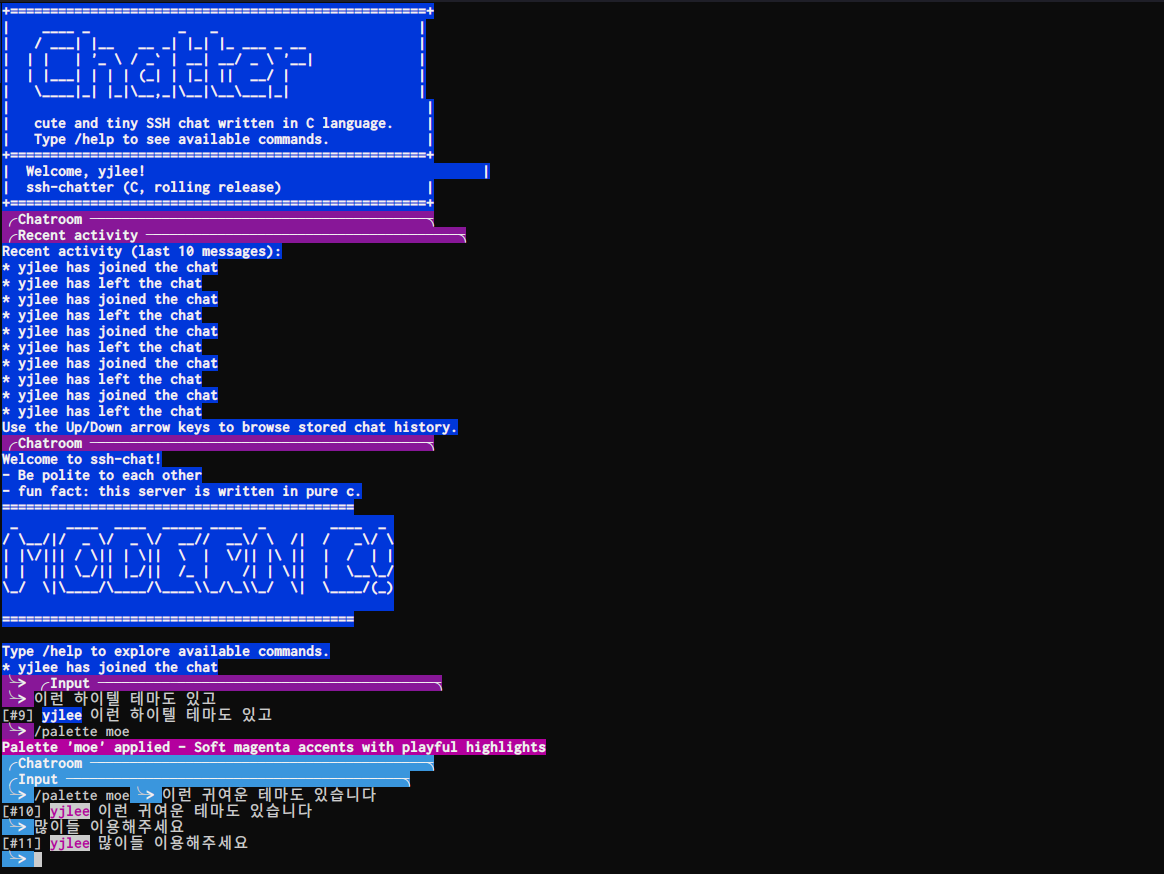 Chatter
cute and tiny SSH chat written in C language.
Type /help to see available commands.
Welcome, yjlee!
ssh-chatter (C, rolling release)
Chatroom
Recent activity
Recent activity (last 10 messages):
* yjlee has joined the chat
* yjlee has left the chat
* yjlee has joined the chat
* yjlee has left the chat
* yjlee has joined the chat
* yjlee has left the chat
* yjlee has joined the chat
* yjlee has left the chat
* yjlee has joined the chat
* yjlee has left the chat
Use the Up/Down arrow keys to browse stored chat history.
Chatroom
Welcome to ssh-chat!
- Be polite to each other
- fun fact: this server is written in pure c.
===========================================
MODERN C!
===========================================
Type /help to explore available commands.
* yjlee has joined the chat
Input
이런 하이텔 테마도 있고
[#9] yjlee 이런 하이텔 테마도 있고
/palette moe
Palette 'moe' applied - Soft magenta accents with playful highlights
Chatroom
Input
/palette moe 이런 귀여운 테마도 있습니다
[#10] yjlee 이런 귀여운 테마도 있습니다
많이들 이용해주세요
[#11] yjlee 많이들 이용해주세요